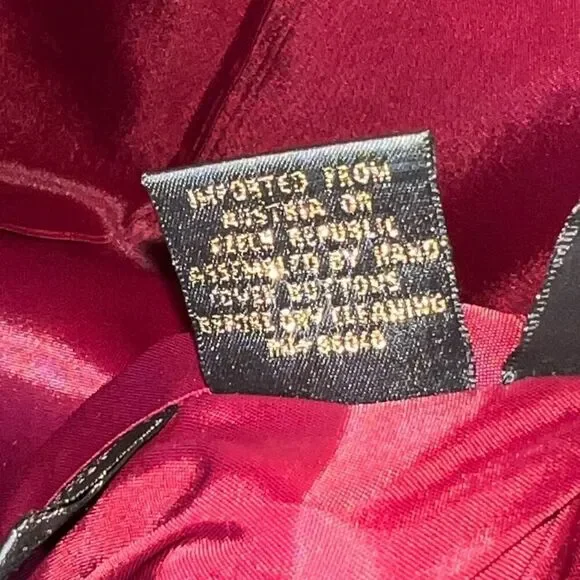 IMPORTED FROM
AUSTRIA OR
CZECH REPUBLIC
ASSEMBLED BY HAND
COVER BUTTONS
BEFORE DRY CLEANING